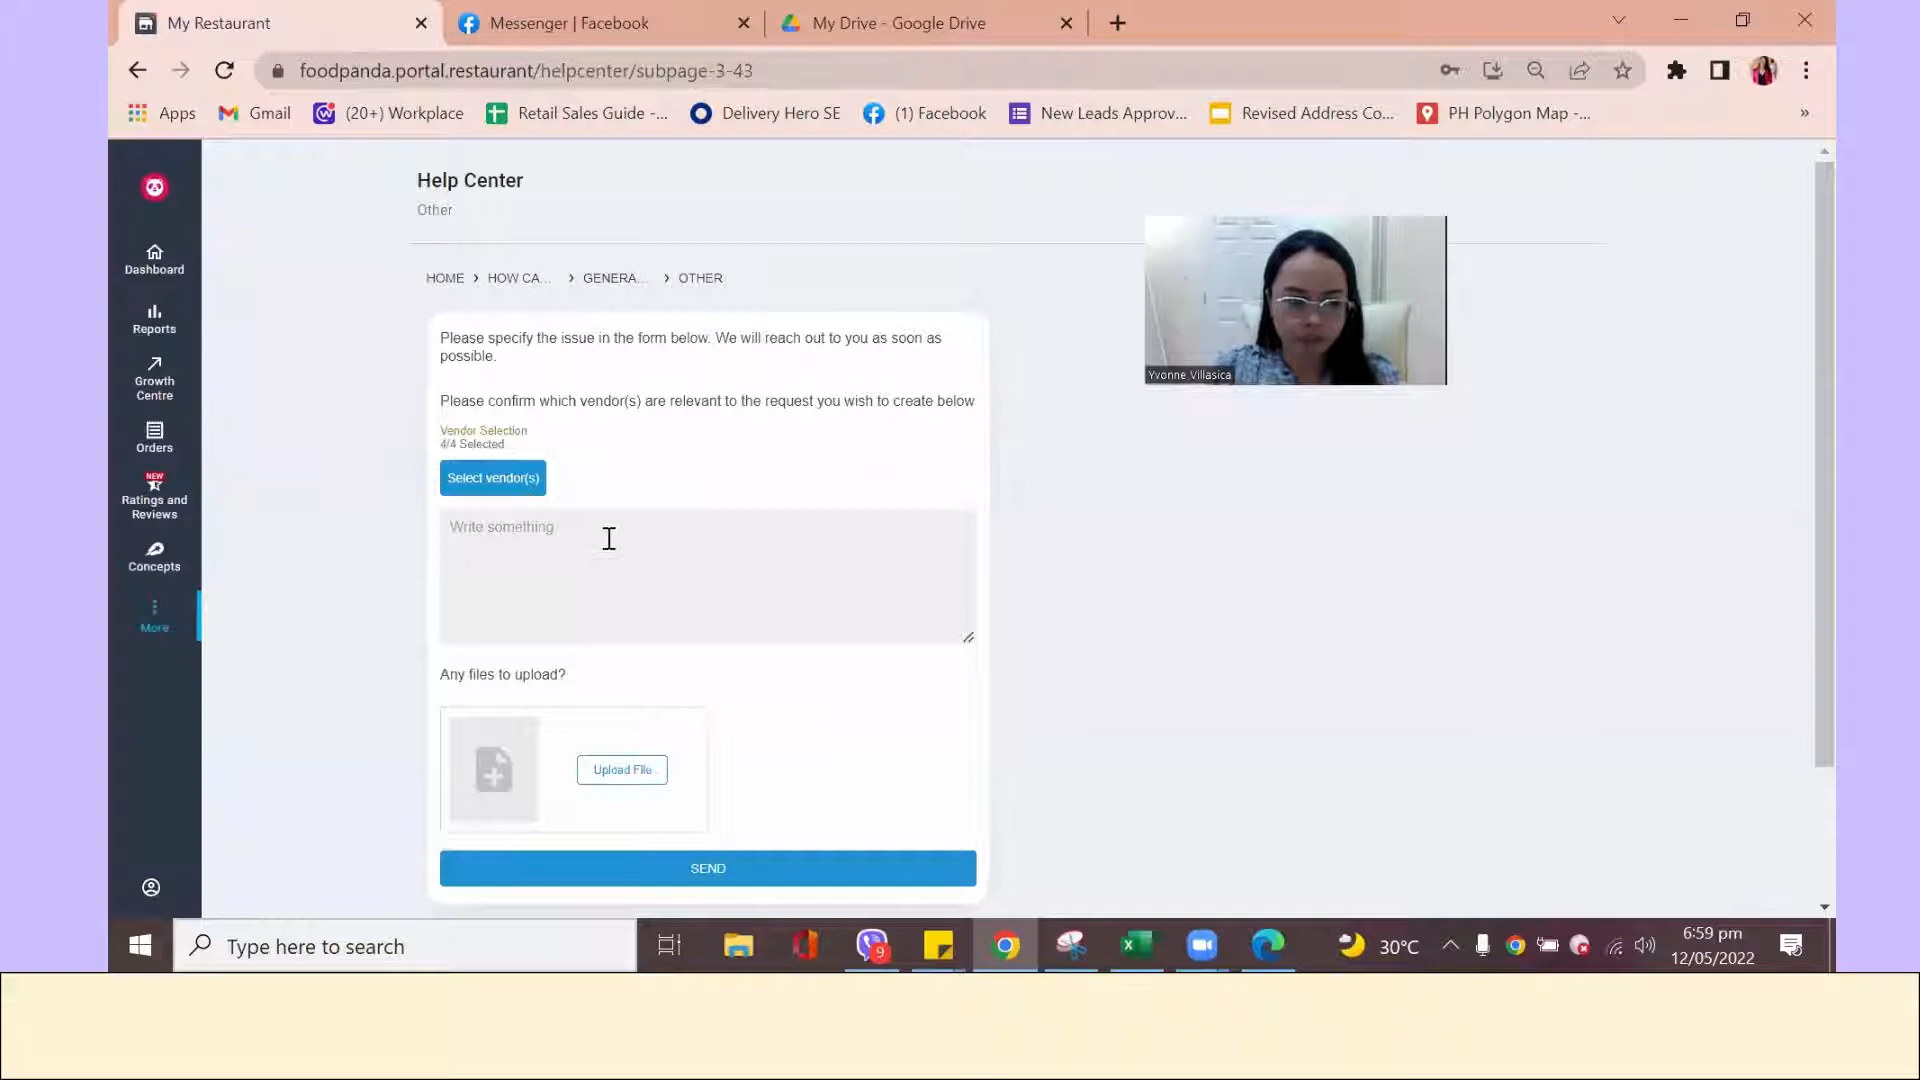 My Restaurant
Messenger | Facebook
My Drive - Google Drive
foodpanda.portal.restaurant/helpcenter/subpage-3-43
Apps
Gmail
(20+) Workplace
Retail Sales Guide -...
Delivery Hero SE
(1) Facebook
New Leads Approv...
Revised Address Co...
PH Polygon Map -...
»
Help Center
Other
Dashboard
Reports
Growth
Centre
Orders
NEW
Ratings and
Reviews
Concepts
More
HOME > HOW CA... > GENERA... > OTHER
Yvonne Villasica
Please specify the issue in the form below. We will reach out to you as soon as
possible.
Please confirm which vendor(s) are relevant to the request you wish to create below
Vendor Selection
4/4 Selected
Select vendor(s)
Write something
Any files to upload?
Upload File
SEND
Type here to search
9
30°C
6:59 pm
12/05/2022